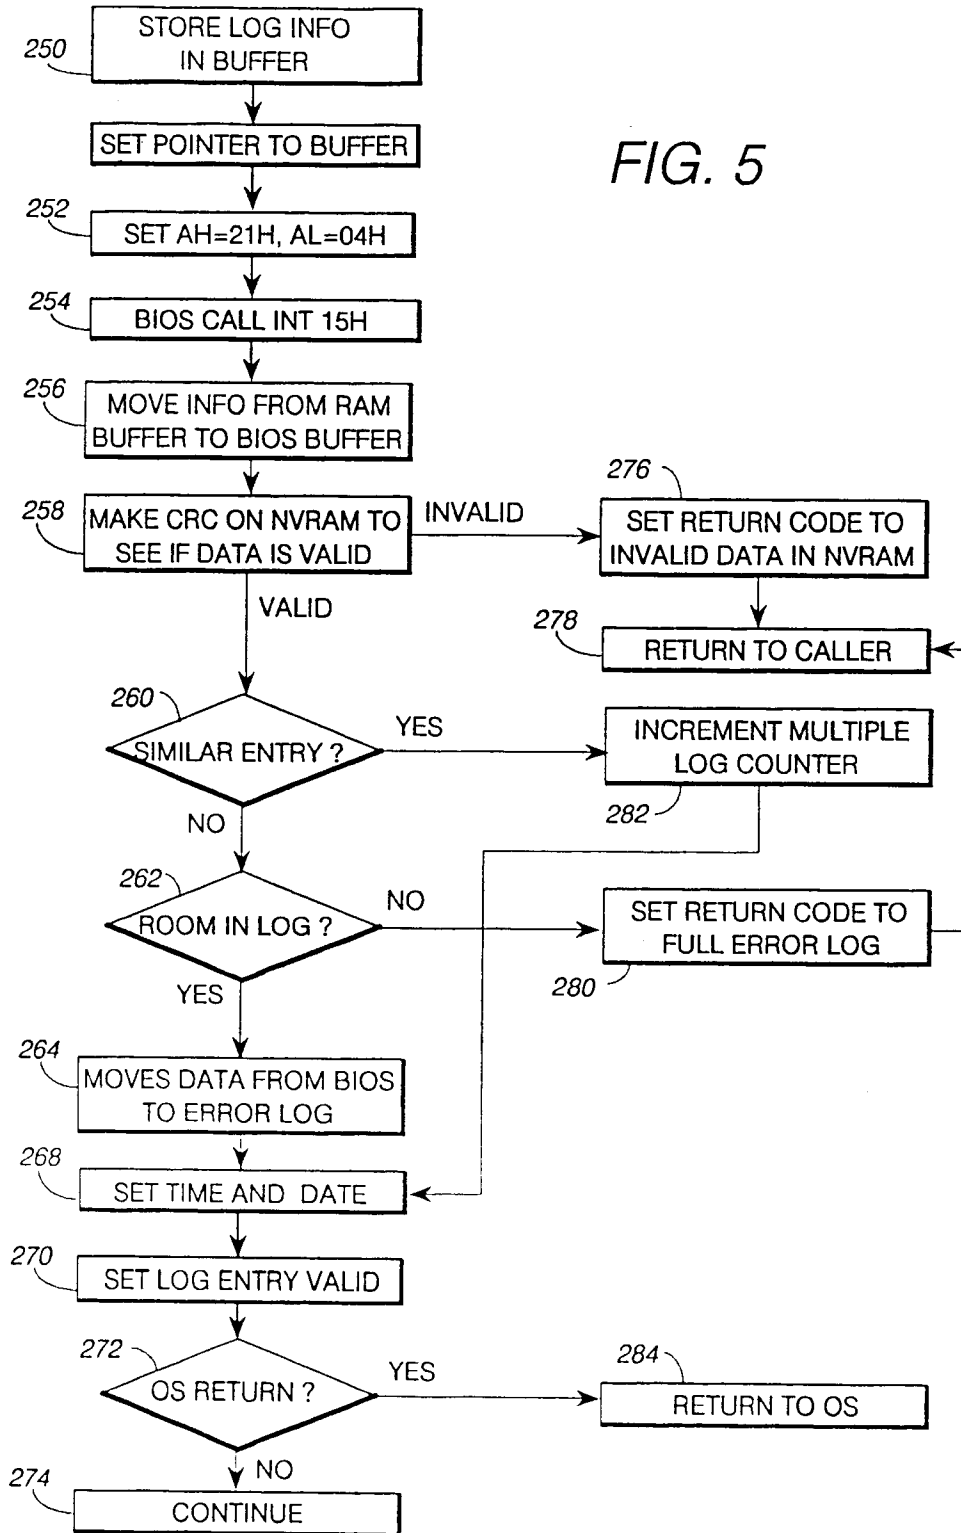 250
STORE LOG INFO
IN BUFFER
SET POINTER TO BUFFER
FIG. 5
252
SET AH=21H, AL=04H
254
BIOS CALL INT 15H
256
MOVE INFO FROM RAM
BUFFER TO BIOS BUFFER
258
MAKE CRC ON NVRAM TO
SEE IF DATA IS VALID
INVALID
276
SET RETURN CODE TO
INVALID DATA IN NVRAM
VALID
278
RETURN TO CALLER
260
SIMILAR ENTRY ?
YES
INCREMENT MULTIPLE
LOG COUNTER
282
NO
262
ROOM IN LOG ?
NO
SET RETURN CODE TO
FULL ERROR LOG
280
YES
264
MOVES DATA FROM BIOS
TO ERROR LOG
268
SET TIME AND DATE
270
SET LOG ENTRY VALID
272
OS RETURN ?
YES
284
RETURN TO OS
NO
274
CONTINUE